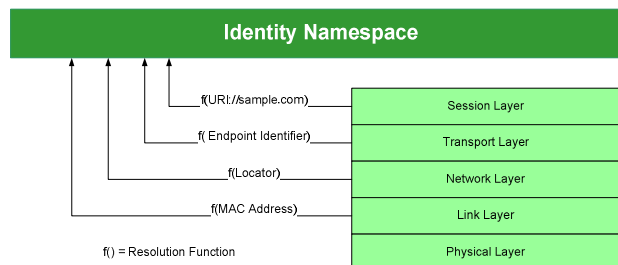 Identity Namespace
f(URI://sample.com)
Session Layer
f( Endpoint Identifier)
Transport Layer
f(Locator)
Network Layer
f(MAC Address)
Link Layer
f() = Resolution Function
Physical Layer